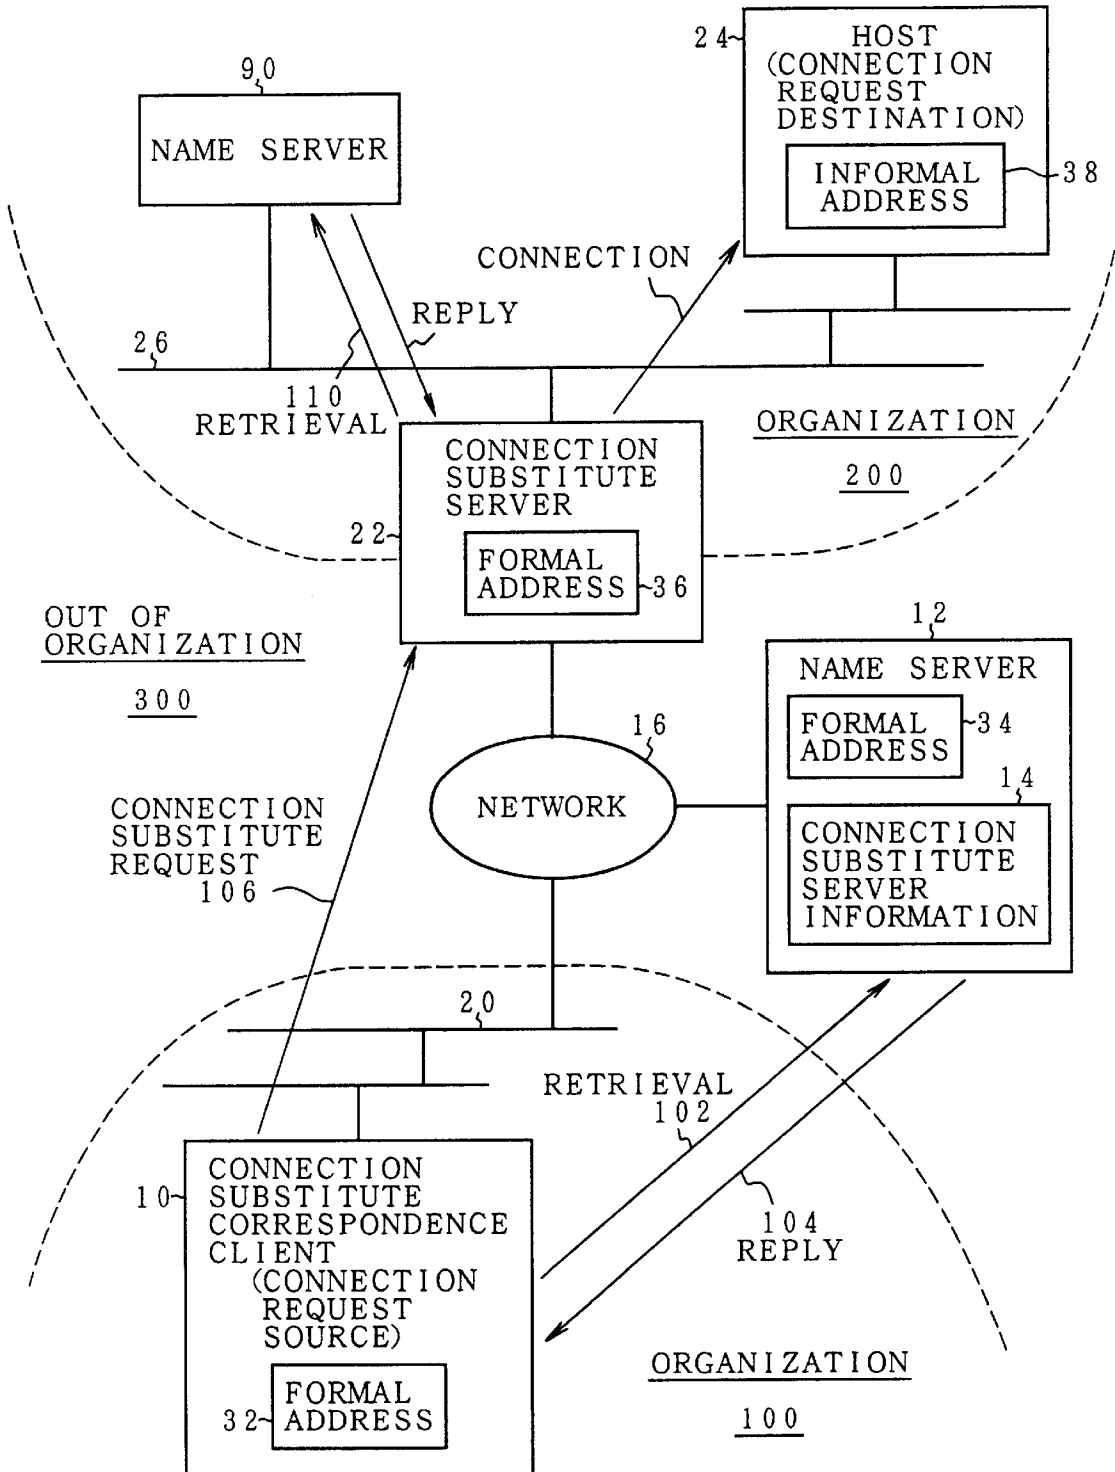 24
HOST
(CONNECTION
REQUEST
DESTINATION)
INFORMAL
ADDRESS
38
90
NAME SERVER
CONNECTION
REPLY
26
110
RETRIEVAL
ORGANIZATION
200
CONNECTION
SUBSTITUTE
SERVER
22
FORMAL
ADDRESS
36
OUT OF
ORGANIZATION
300
12
NAME SERVER
FORMAL
ADDRESS
34
14
CONNECTION
SUBSTITUTE
SERVER
INFORMATION
16
NETWORK
CONNECTION
SUBSTITUTE
REQUEST
106
20
RETRIEVAL
102
104
REPLY
10
CONNECTION
SUBSTITUTE
CORRESPONDENCE
CLIENT
(CONNECTION
REQUEST
SOURCE)
32
FORMAL
ADDRESS
ORGANIZATION
100